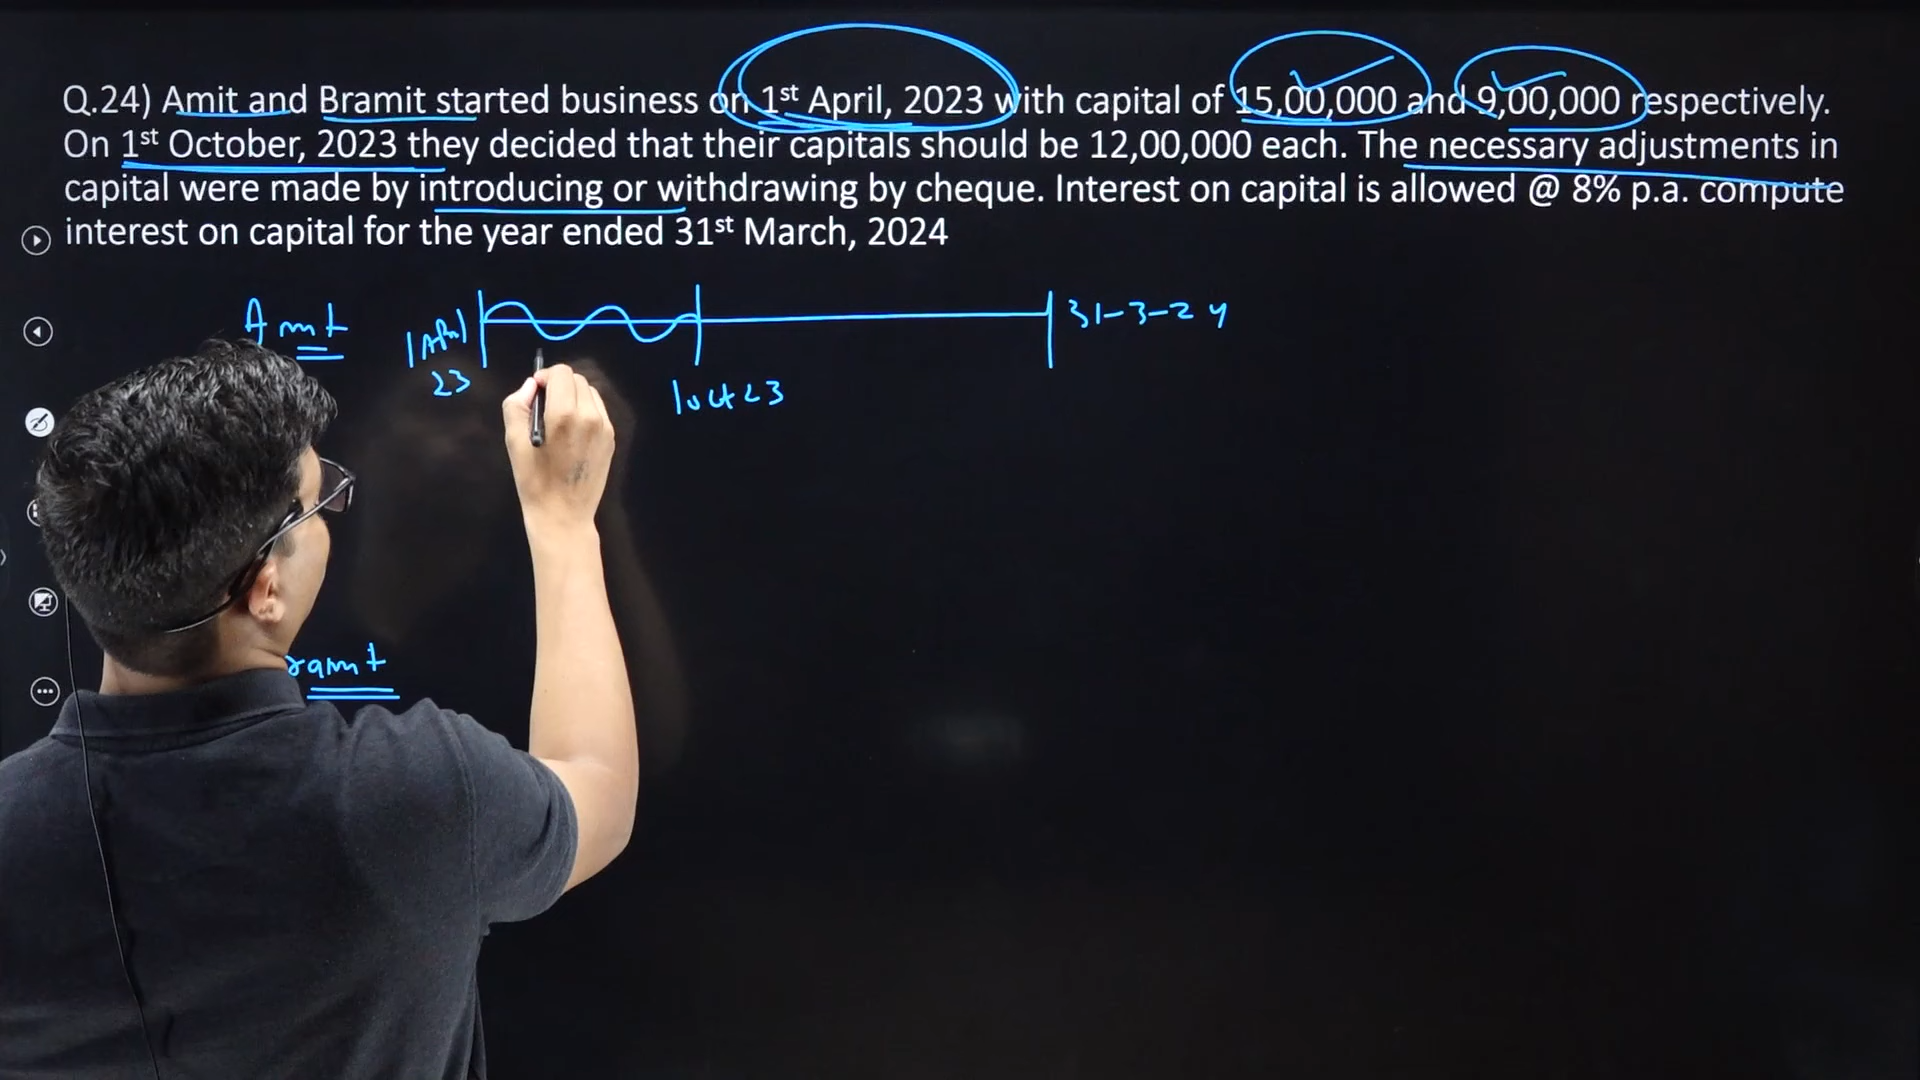 Q.24) Amit and Bramit started business on 1st April, 2023 with capital of 15,00,000 and 9,00,000 respectively.
On 1st October, 2023 they decided that their capitals should be 12,00,000 each. The necessary adjustments in
capital were made by introducing or withdrawing by cheque. Interest on capital is allowed @ 8% p.a. compute
interest on capital for the year ended 31st March, 2024
Amit
1 April
23
1 oct 23
31-3-24
ramit